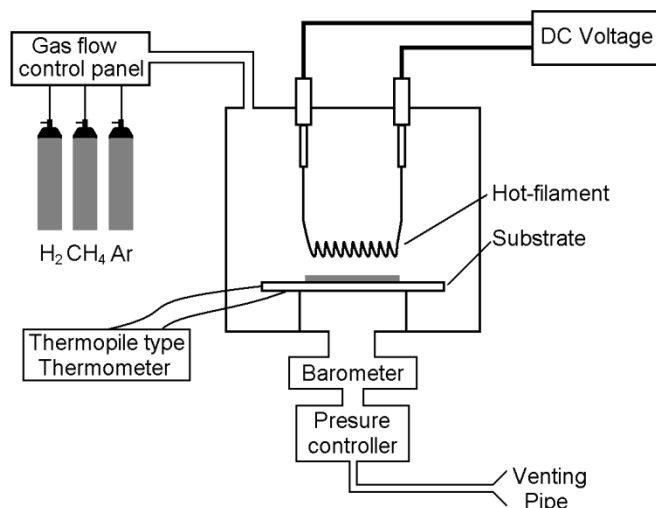 Gas flow
control panel
DC Voltage
H₂ CH₄ Ar
Hot-filament
Substrate
Thermopile type
Thermometer
Barometer
Presure
controller
Venting
Pipe